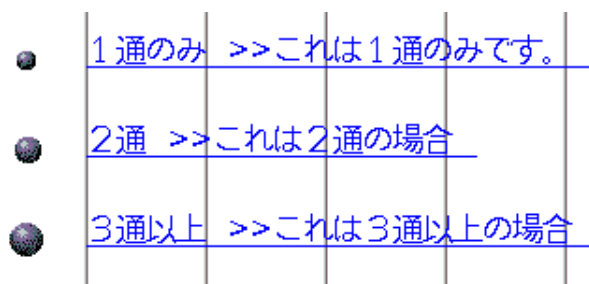 １通のみ　>>これは１通のみです。
２通　>>これは２通の場合
３通以上　>>これは３通以上の場合